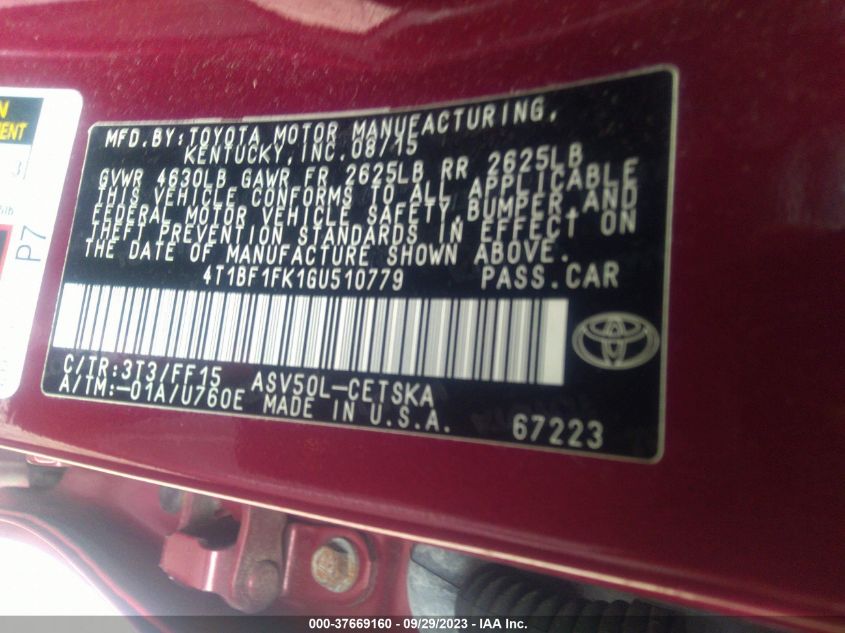 N
ENT
P7
MFD.BY:TOYOTA MOTOR MANUFACTURING,
KENTUCKY,INC.08/15
GVWR 4630LB GAWR FR 2625LB RR 2625LB
THIS VEHICLE CONFORMS TO ALL APPLICABLE
FEDERAL MOTOR VEHICLE SAFETY,BUMPER,AND
THEFT PREVENTION STANDARDS IN EFFECT ON
THE DATE OF MANUFACTURE SHOWN ABOVE.
4T1BF1FK1GU510779 PASS.CAR
C/TR:3T3/FF15 ASV50L-CETSKA
A/TM:-01A/U760E MADE IN U.S.A.
67223
000-37669160 - 09/29/2023 - IAA Inc.